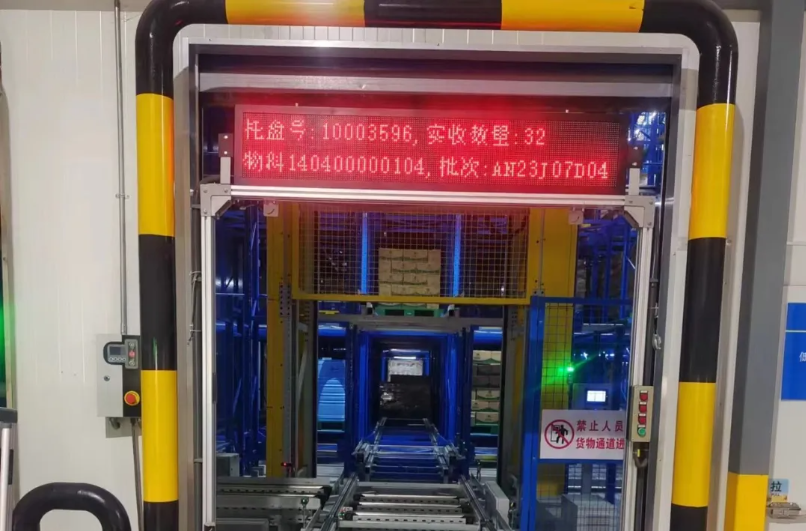 托盘号:10003596,实收数量:32
物料140400000104,批次:AN23J07D04
禁止人员
货物通道进
拉